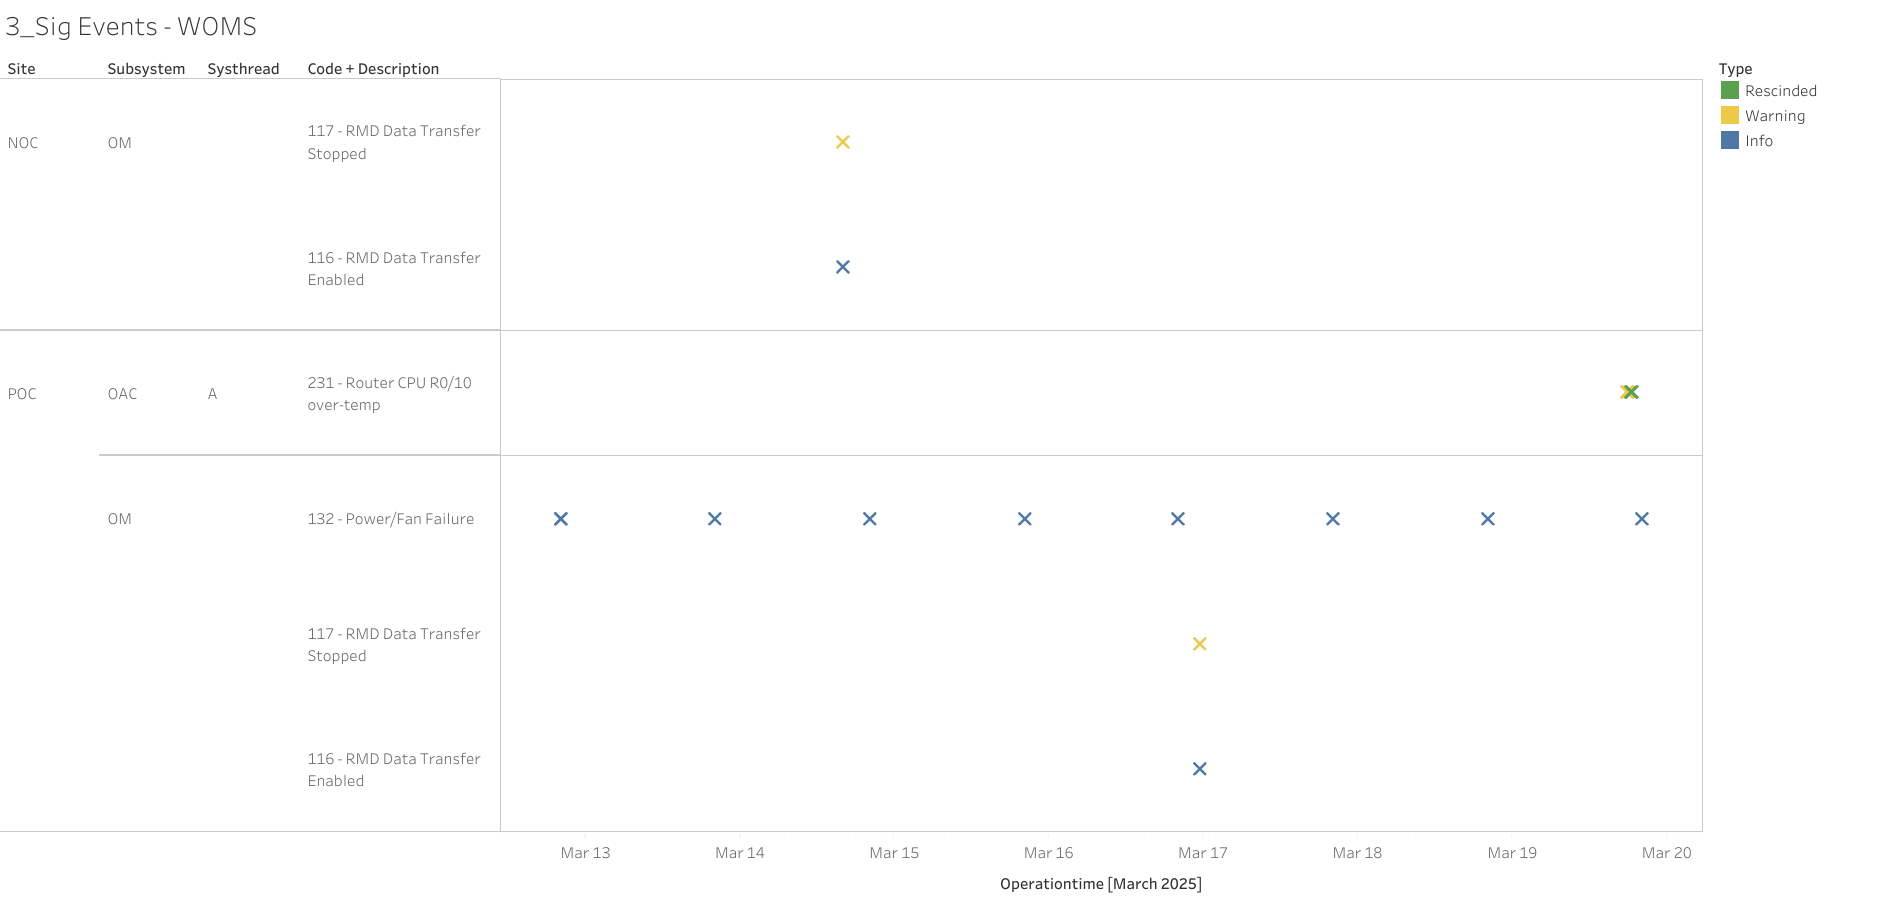 3_Sig Events - WOMS
Site Subsystem Systhread Code + Description
Type
Rescinded
Warning
Info
NOC OM 117 - RMD Data Transfer
Stopped
116 - RMD Data Transfer
Enabled
POC OAC A 231 - Router CPU R0/10
over-temp
OM 132 - Power/Fan Failure
117 - RMD Data Transfer
Stopped
116 - RMD Data Transfer
Enabled
Mar 13 Mar 14 Mar 15 Mar 16 Mar 17 Mar 18 Mar 19 Mar 20
Operationtime [March 2025]